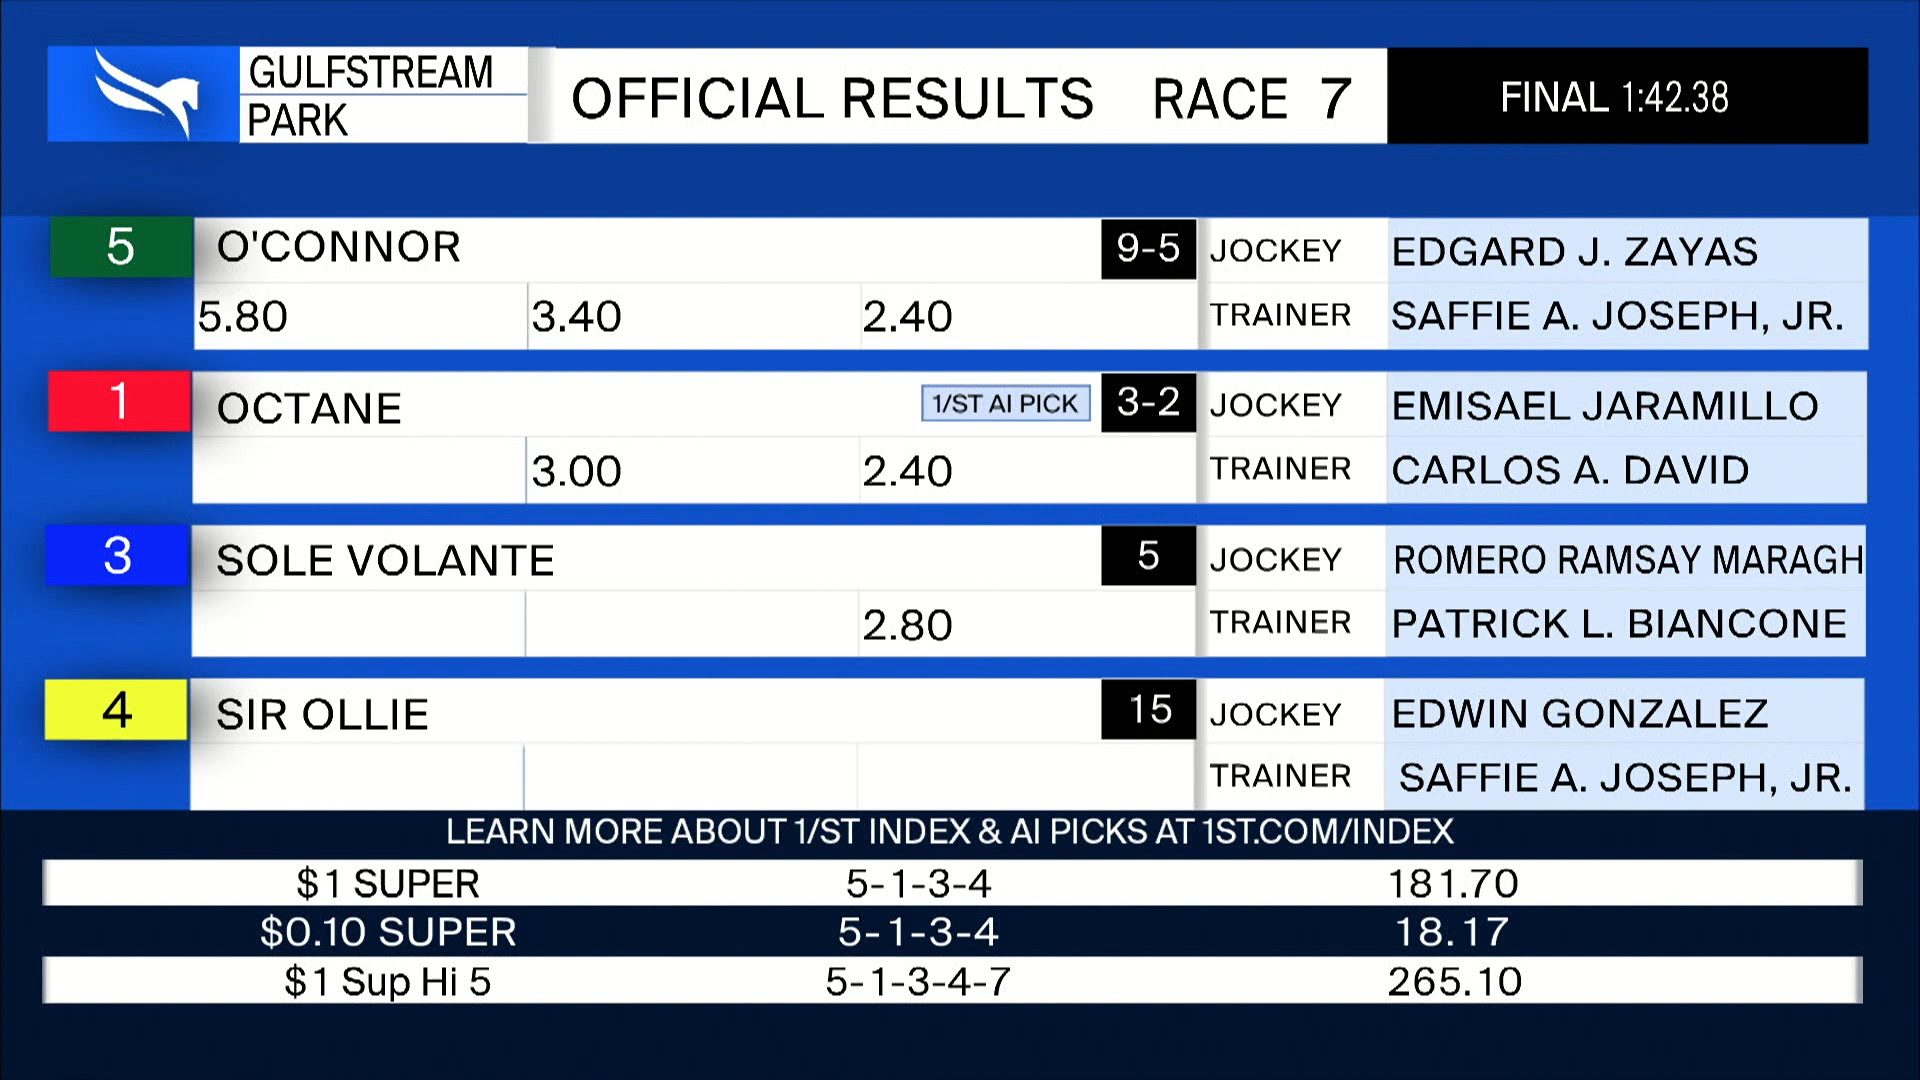 GULFSTREAM
PARK
OFFICIAL RESULTS RACE 7
FINAL 1:42.38
5 O'CONNOR 9-5 JOCKEY EDGARD J. ZAYAS
5.80 3.40 2.40 TRAINER SAFFIE A. JOSEPH, JR.
1 OCTANE 1/ST AI PICK 3-2 JOCKEY EMISAEL JARAMILLO
3.00 2.40 TRAINER CARLOS A. DAVID
3 SOLE VOLANTE 5 JOCKEY ROMERO RAMSAY MARAGH
2.80 TRAINER PATRICK L. BIANCONE
4 SIR OLLIE 15 JOCKEY EDWIN GONZALEZ
TRAINER SAFFIE A. JOSEPH, JR.
LEARN MORE ABOUT 1/ST INDEX & AI PICKS AT 1ST.COM/INDEX
$1 SUPER 5-1-3-4 181.70
$0.10 SUPER 5-1-3-4 18.17
$1 Sup Hi 5 5-1-3-4-7 265.10